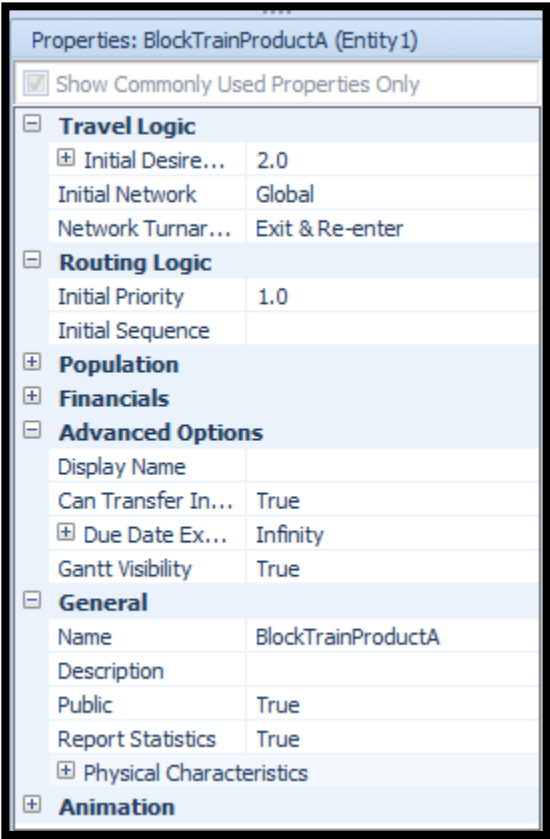 Properties: BlockTrainProductA (Entity1)
Show Commonly Used Properties Only
Travel Logic
Initial Desire... 2.0
Initial Network Global
Network Turnar... Exit & Re-enter
Routing Logic
Initial Priority 1.0
Initial Sequence
Population
Financials
Advanced Options
Display Name
Can Transfer In... True
Due Date Ex... Infinity
Gantt Visibility True
General
Name BlockTrainProductA
Description
Public True
Report Statistics True
Physical Characteristics
Animation